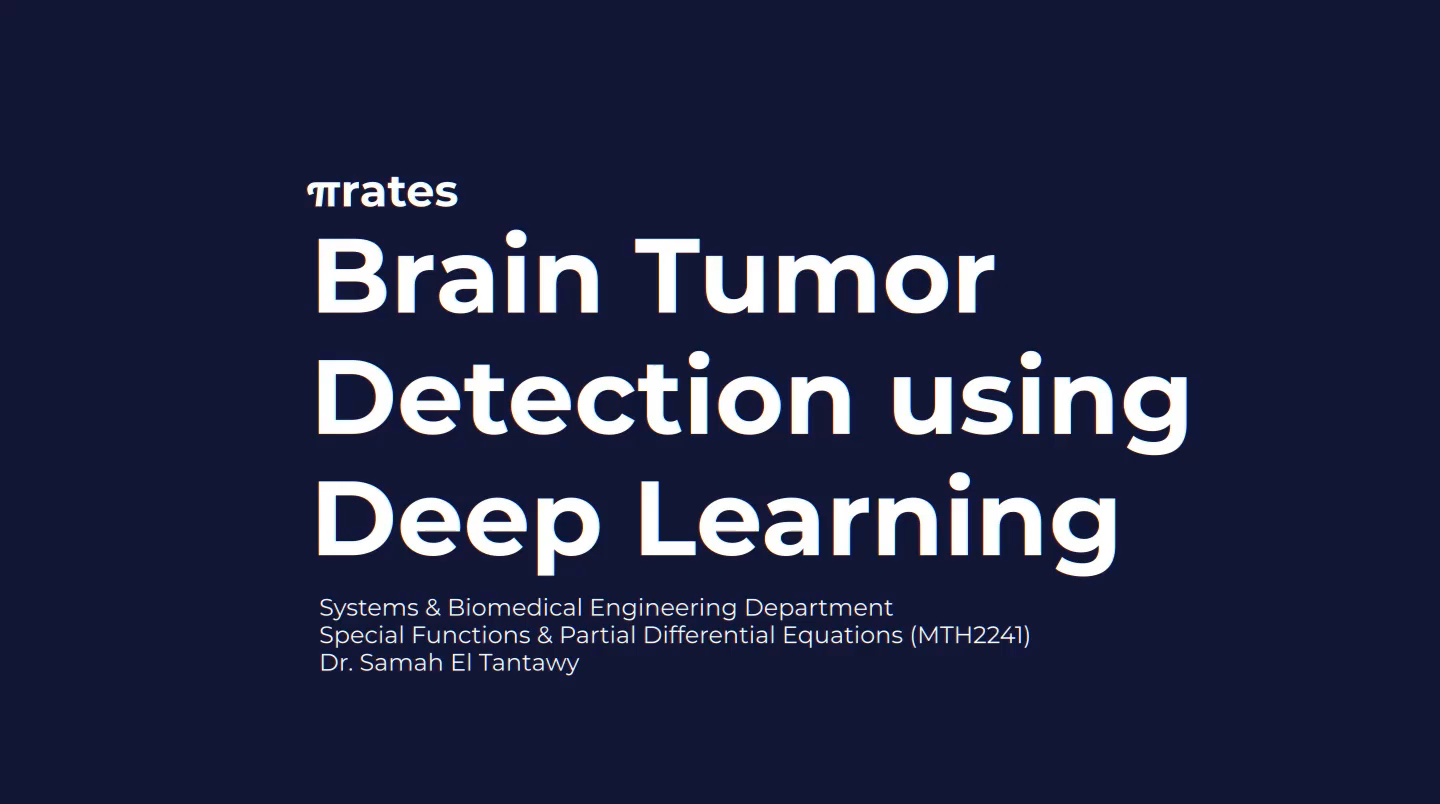 πrates
Brain Tumor
Detection using
Deep Learning
Systems & Biomedical Engineering Department
Special Functions & Partial Differential Equations (MTH2241)
Dr. Samah El Tantawy